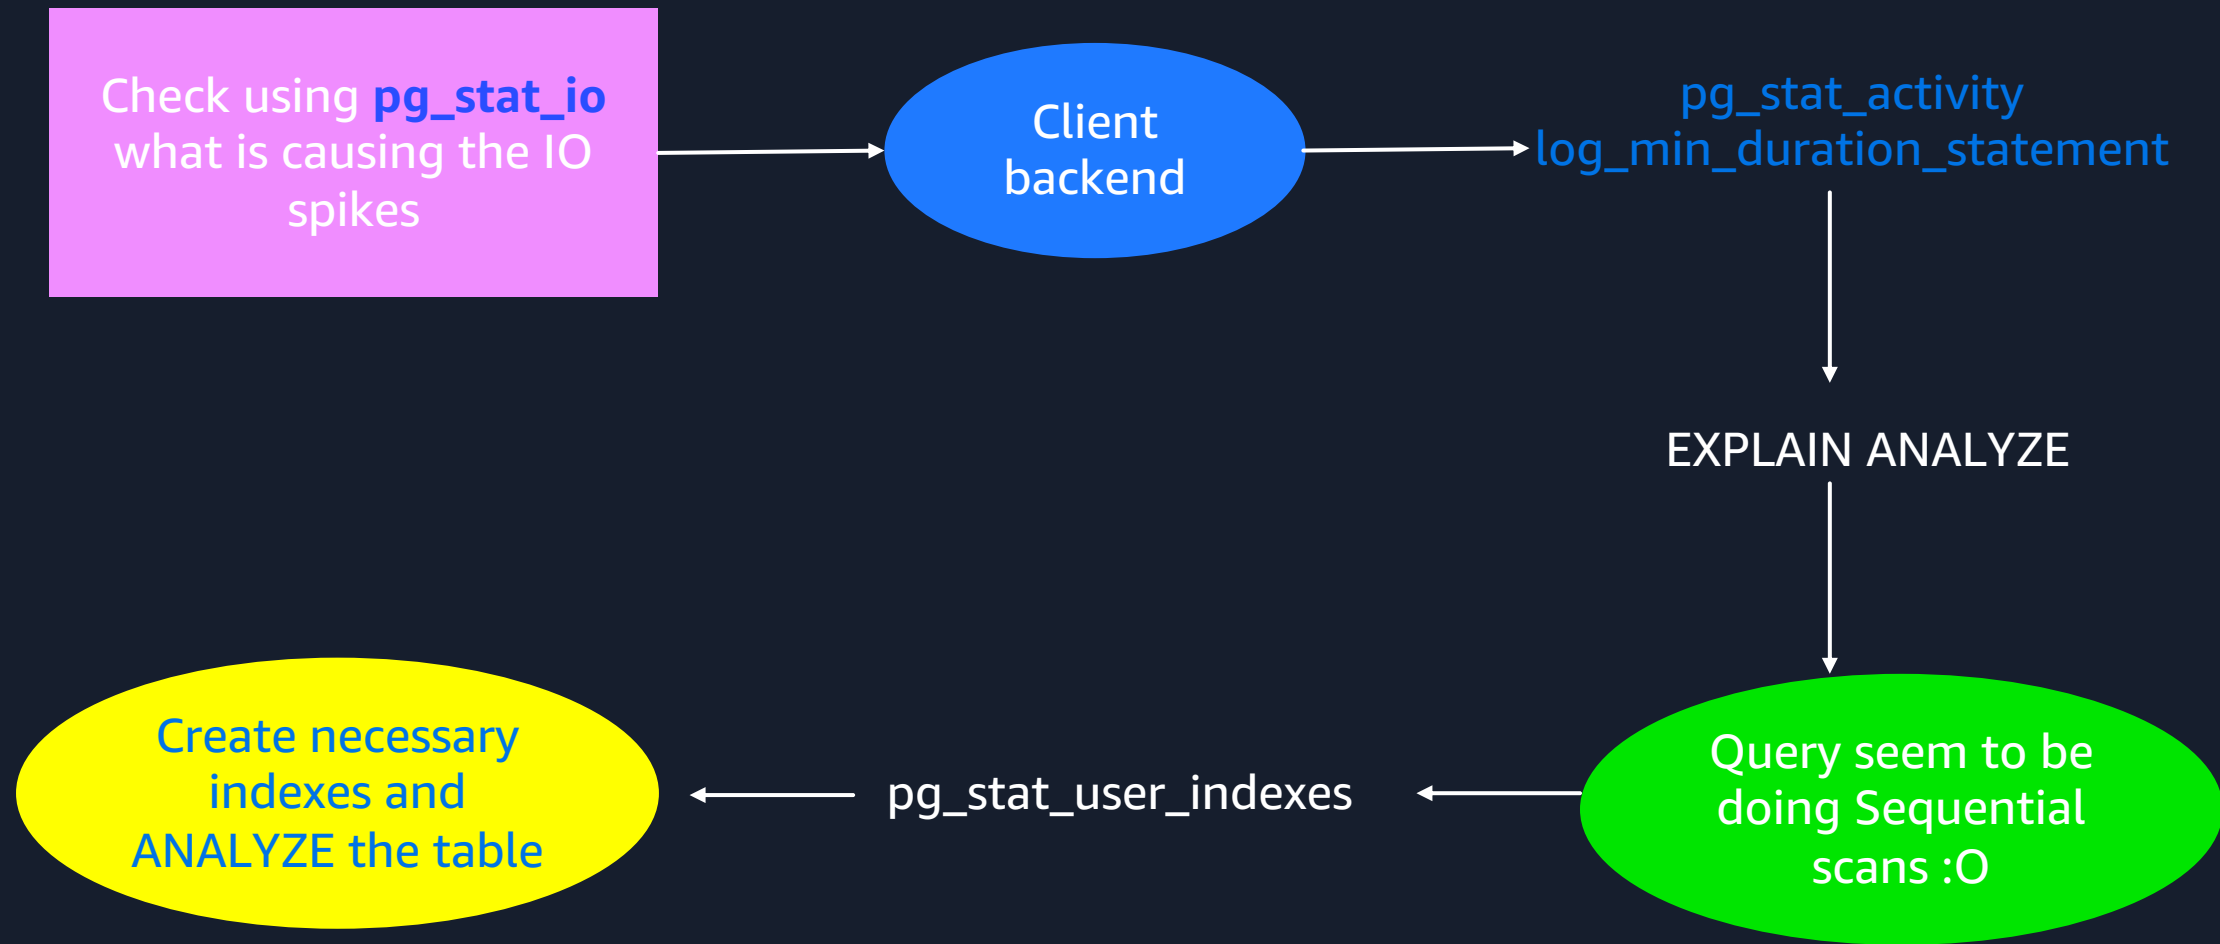 Check using pg_stat_io
what is causing the IO
spikes
Client
backend
pg_stat_activity
log_min_duration_statement
EXPLAIN ANALYZE
Query seem to be
doing Sequential
scans :O
pg_stat_user_indexes
Create necessary
indexes and
ANALYZE the table